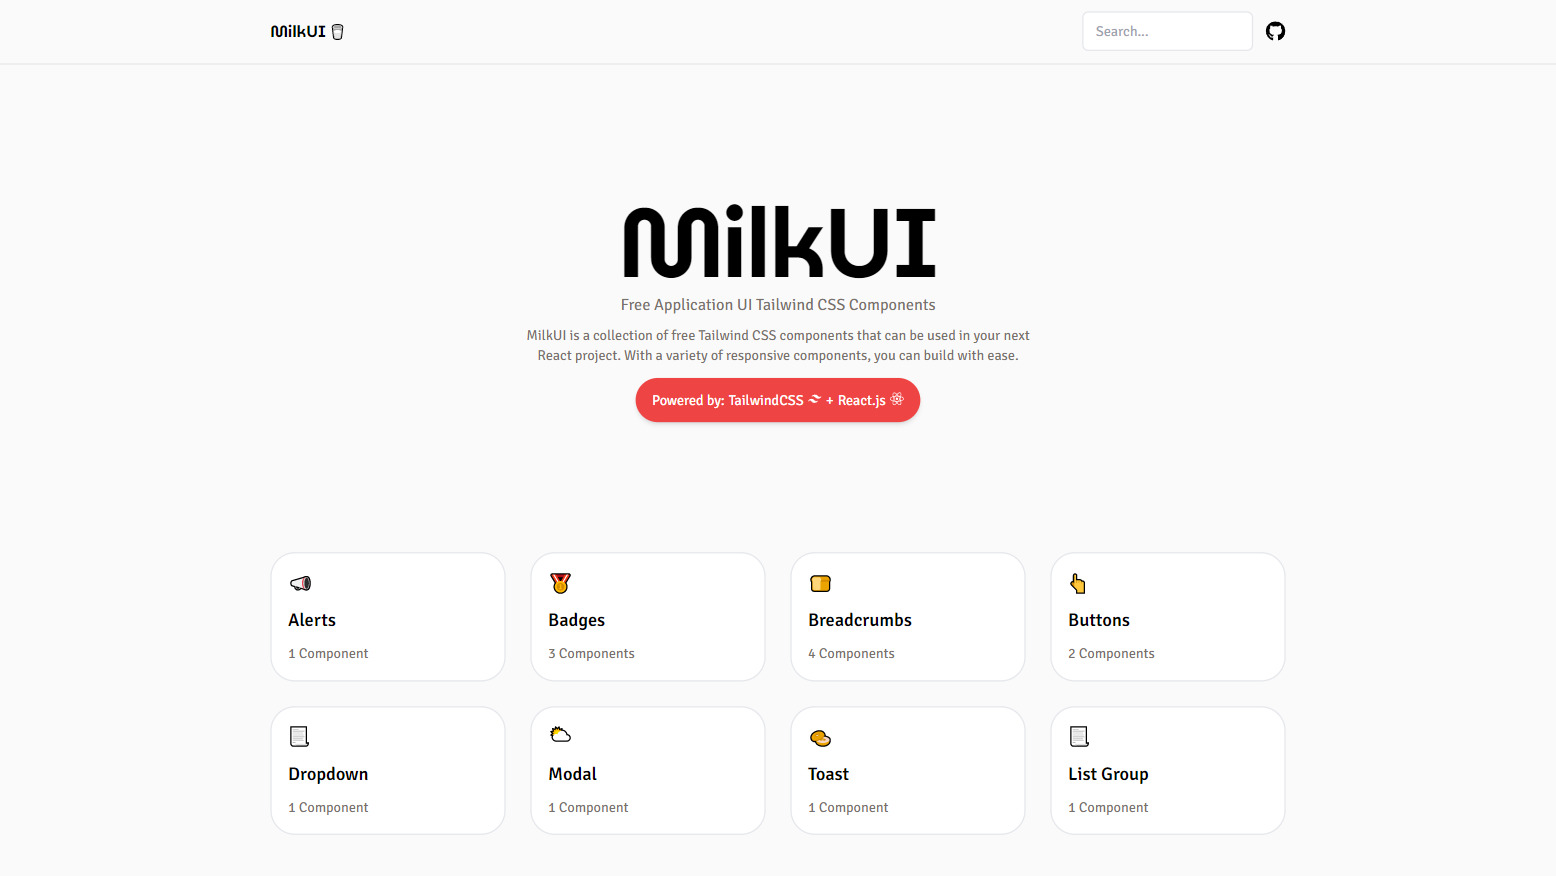 MilkUI
Search...
MilkUI
Free Application UI Tailwind CSS Components
MilkUI is a collection of free Tailwind CSS components that can be used in your next
React project. With a variety of responsive components, you can build with ease.
Powered by: TailwindCSS + React.js
Alerts
1 Component
Badges
3 Components
Breadcrumbs
4 Components
Buttons
2 Components
Dropdown
1 Component
Modal
1 Component
Toast
1 Component
List Group
1 Component